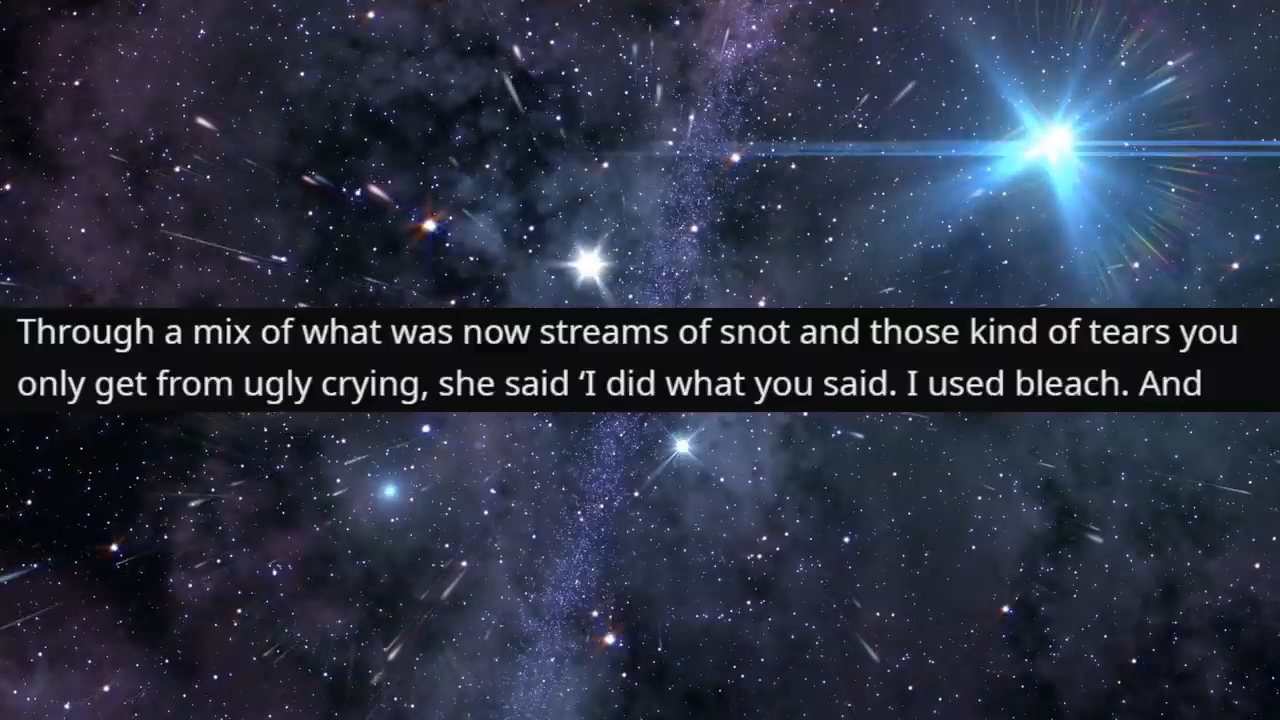 Through a mix of what was now streams of snot and those kind of tears you
only get from ugly crying, she said ‘I did what you said. I used bleach. And